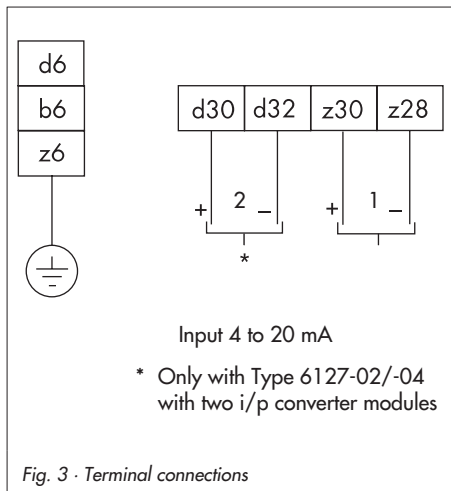 d6
b6
z6
d30 d32 z30 z28
+ 2 − + 1 −
*
Input 4 to 20 mA
* Only with Type 6127-02/-04
with two i/p converter modules
Fig. 3 · Terminal connections